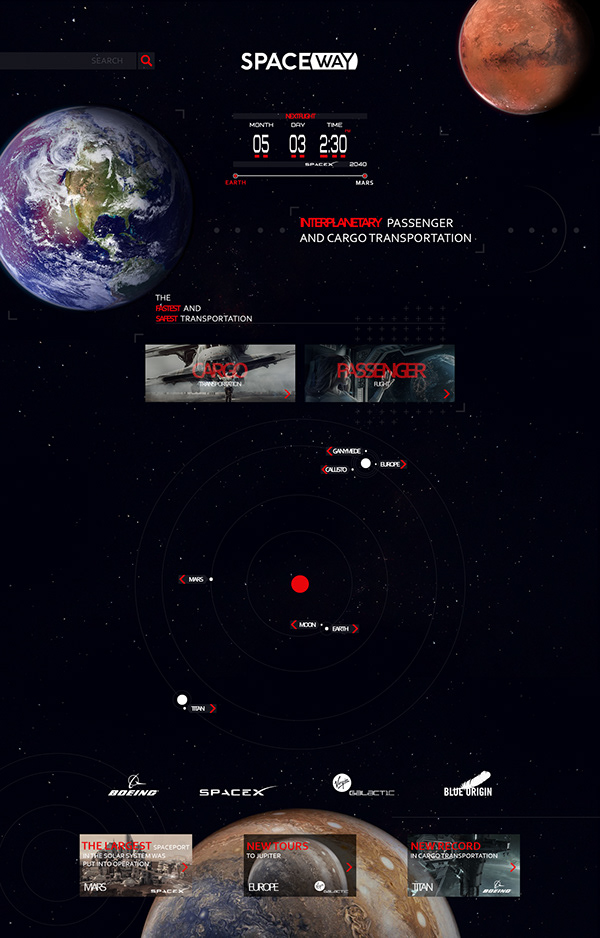 SEARCH
SPACEWAY
NEXT FLIGHT
MONTH DAY TIME
05 03 2:30
SPACEX 2040
EARTH MARS
INTERPLANETARY PASSENGER
AND CARGO TRANSPORTATION
THE
FASTEST AND
SAFEST TRANSPORTATION
CARGO
TRANSPORTATION
PASSENGER
FLIGHT
GANYMEDE
CALLISTO
EUROPE
MARS
MOON
EARTH
TITAN
BOEING
SPACEX
Virgin
GALACTIC
BLUE ORIGIN
THE LARGEST SPACEPORT
IN THE SOLAR SYSTEM WAS
PUT INTO OPERATION
MARS
SPACEX
NEW TOURS
TO JUPITER
EUROPE
Virgin
GALACTIC
NEW RECORD
IN CARGO TRANSPORTATION
TITAN
BOEING